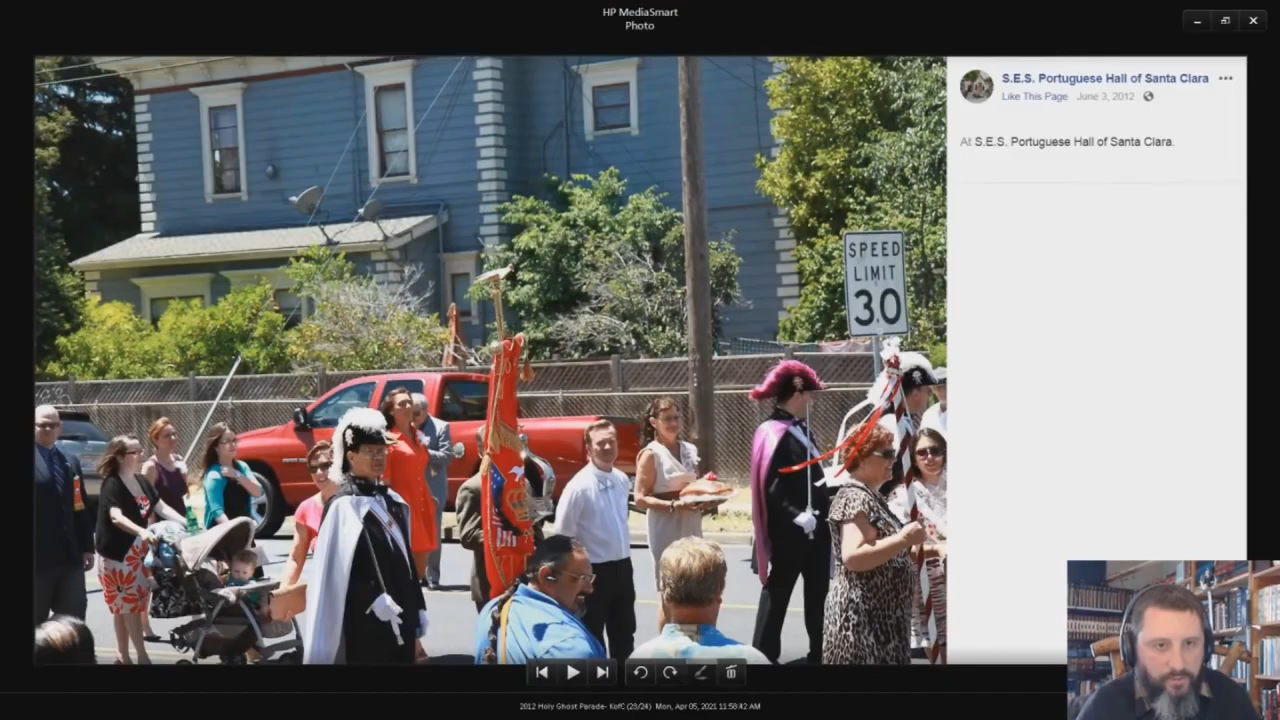 HP MediaSmart
Photo
S.E.S. Portuguese Hall of Santa Clara
Like This Page June 3, 2012
At S.E.S. Portuguese Hall of Santa Clara.
SPEED
LIMIT
30
2012 Holy Ghost Parade- KofC (23/24) Mon, Apr 05, 2021 11:58:42 AM